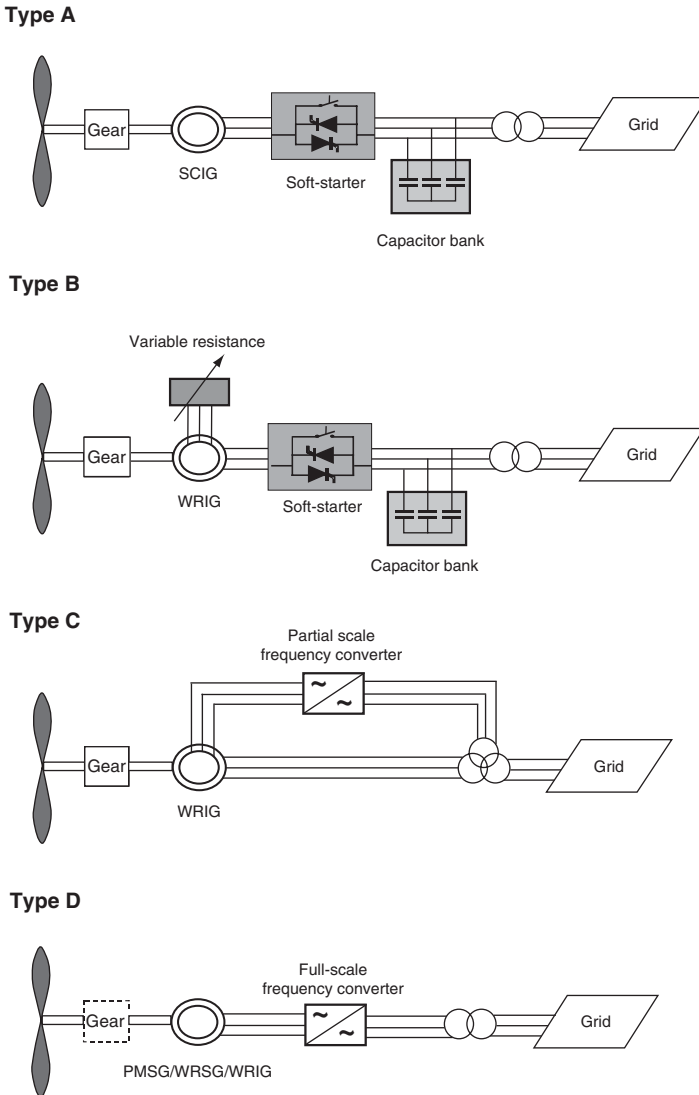 Type A
Gear
SCIG
Soft-starter
Capacitor bank
Grid
Type B
Variable resistance
Gear
WRIG
Soft-starter
Capacitor bank
Grid
Type C
Partial scale
frequency converter
~
~
Gear
WRIG
Grid
Type D
Full-scale
frequency converter
Gear
~
~
Grid
PMSG/WRSG/WRIG